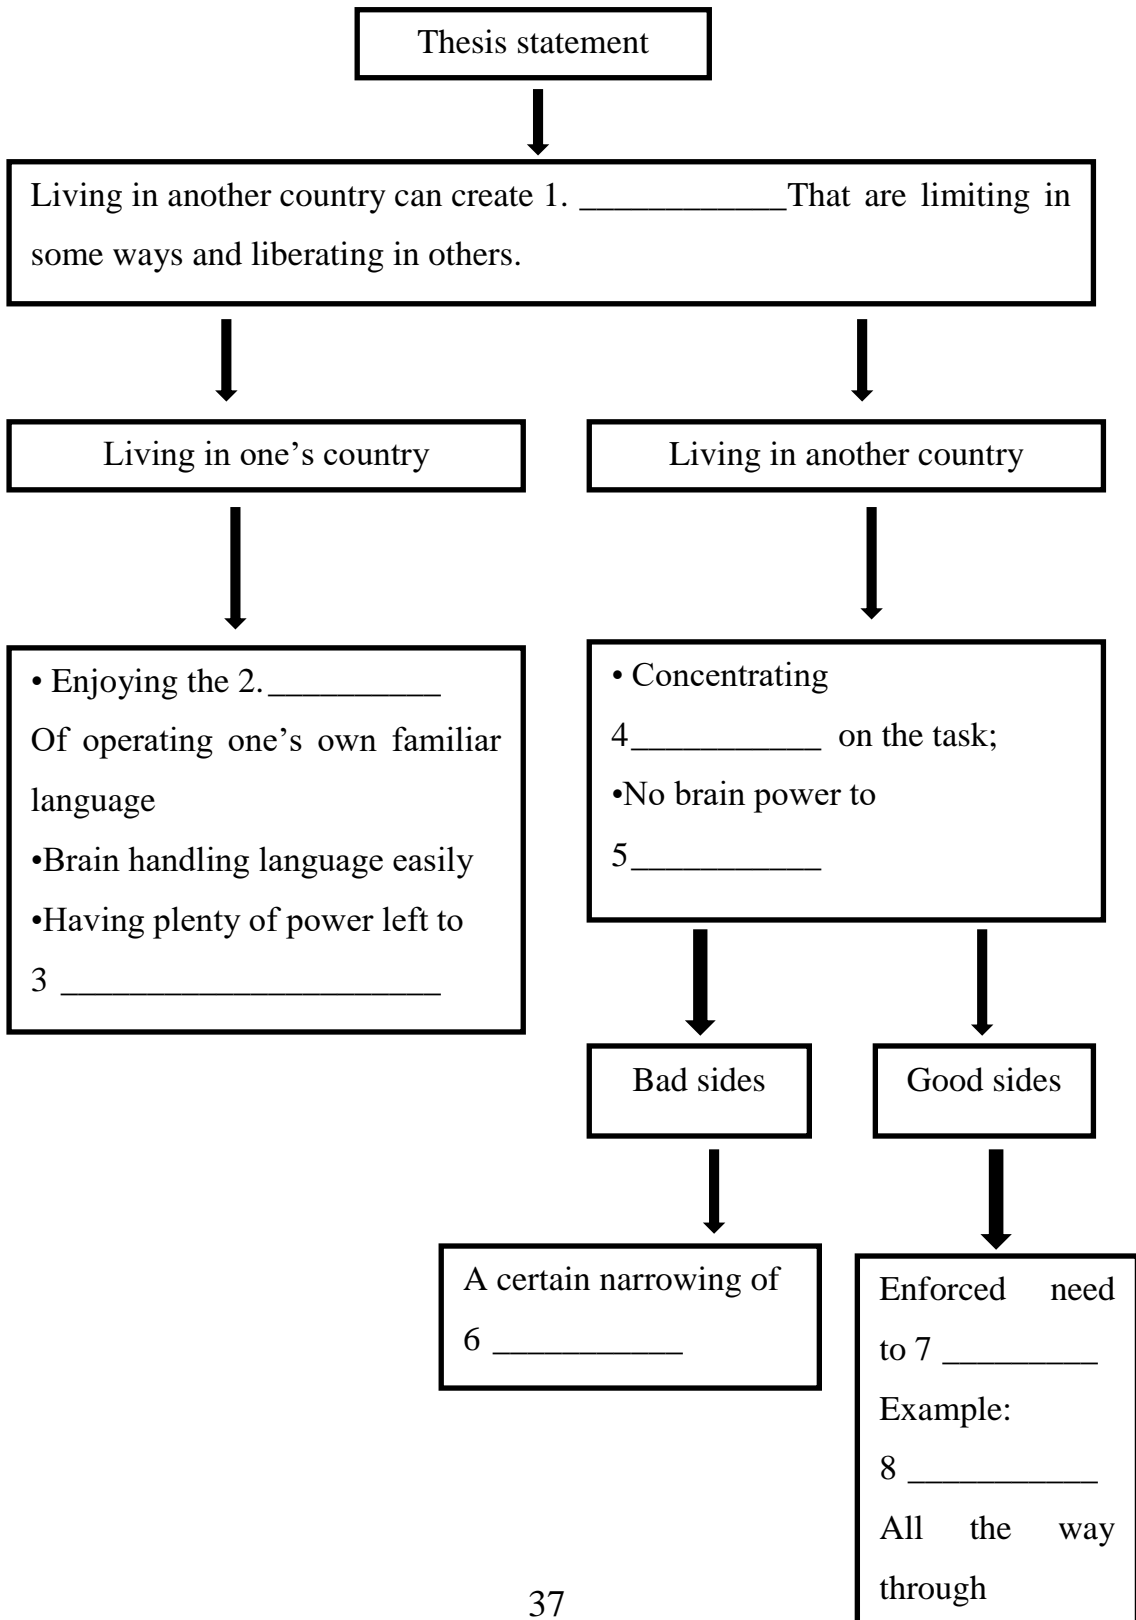 Thesis statement
Living in another country can create 1. ____________That are limiting in
some ways and liberating in others.
Living in one’s country
Living in another country
• Enjoying the 2.__________
Of operating one’s own familiar
language
•Brain handling language easily
•Having plenty of power left to
3 ______________________
• Concentrating
4___________ on the task;
•No brain power to
5___________
Bad sides
Good sides
A certain narrowing of
6 ___________
Enforced need
to 7 _________
Example:
8 ___________
All the way
through
37